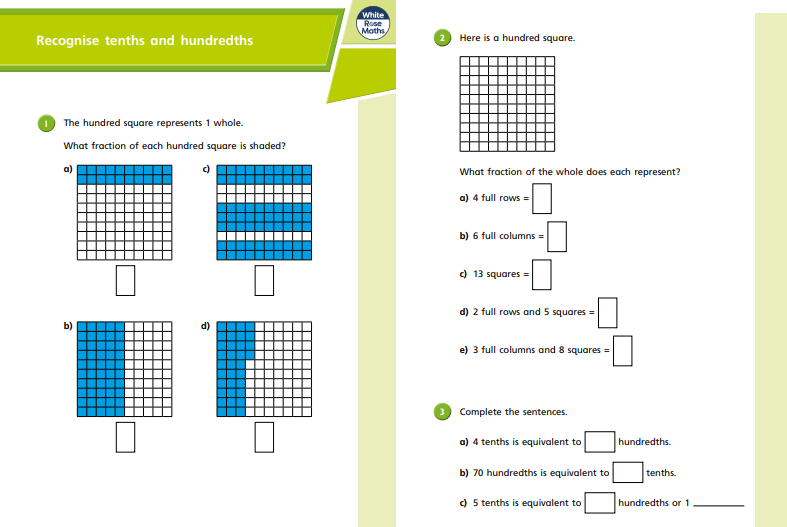 Recognise tenths and hundredths
White
Rose
Maths
1 The hundred square represents 1 whole.
What fraction of each hundred square is shaded?
a)
c)
b)
d)
2 Here is a hundred square.
What fraction of the whole does each represent?
a) 4 full rows =
b) 6 full columns =
c) 13 squares =
d) 2 full rows and 5 squares =
e) 3 full columns and 8 squares =
3 Complete the sentences.
a) 4 tenths is equivalent to hundredths.
b) 70 hundredths is equivalent to tenths.
c) 5 tenths is equivalent to hundredths or 1 ________